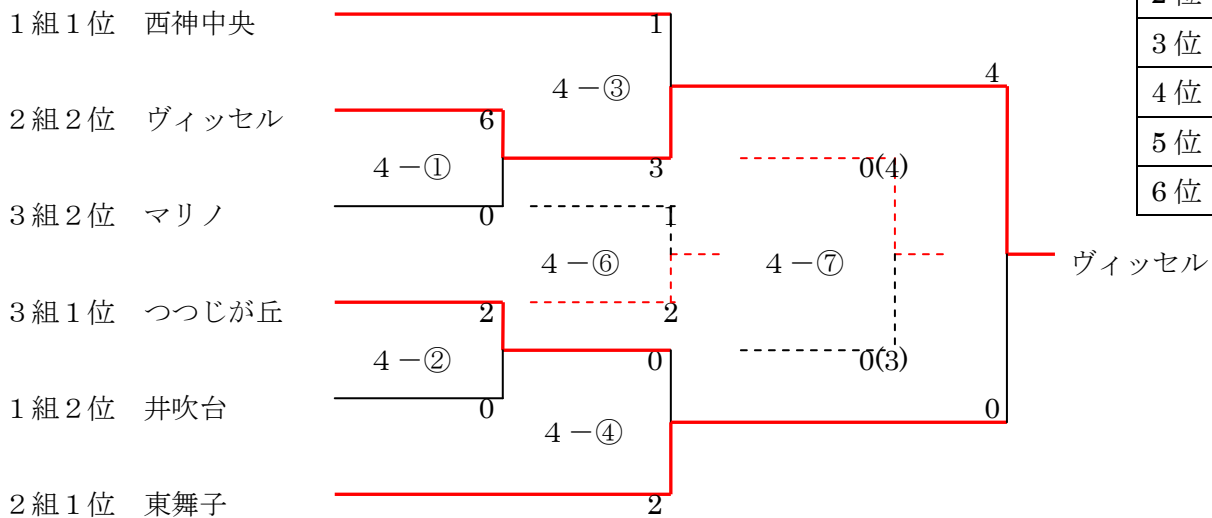 1組1位 西神中央
1
4－③
4
2組2位 ヴィッセル
6
4－①
3
0(4)
3組2位 マリノ
0
1
4－⑥
4－⑦
ヴィッセル
3組1位 つつじが丘
2
2
4－②
0
0(3)
1組2位 井吹台
0
4－④
0
2組1位 東舞子
2
3位
4位
5位
6位